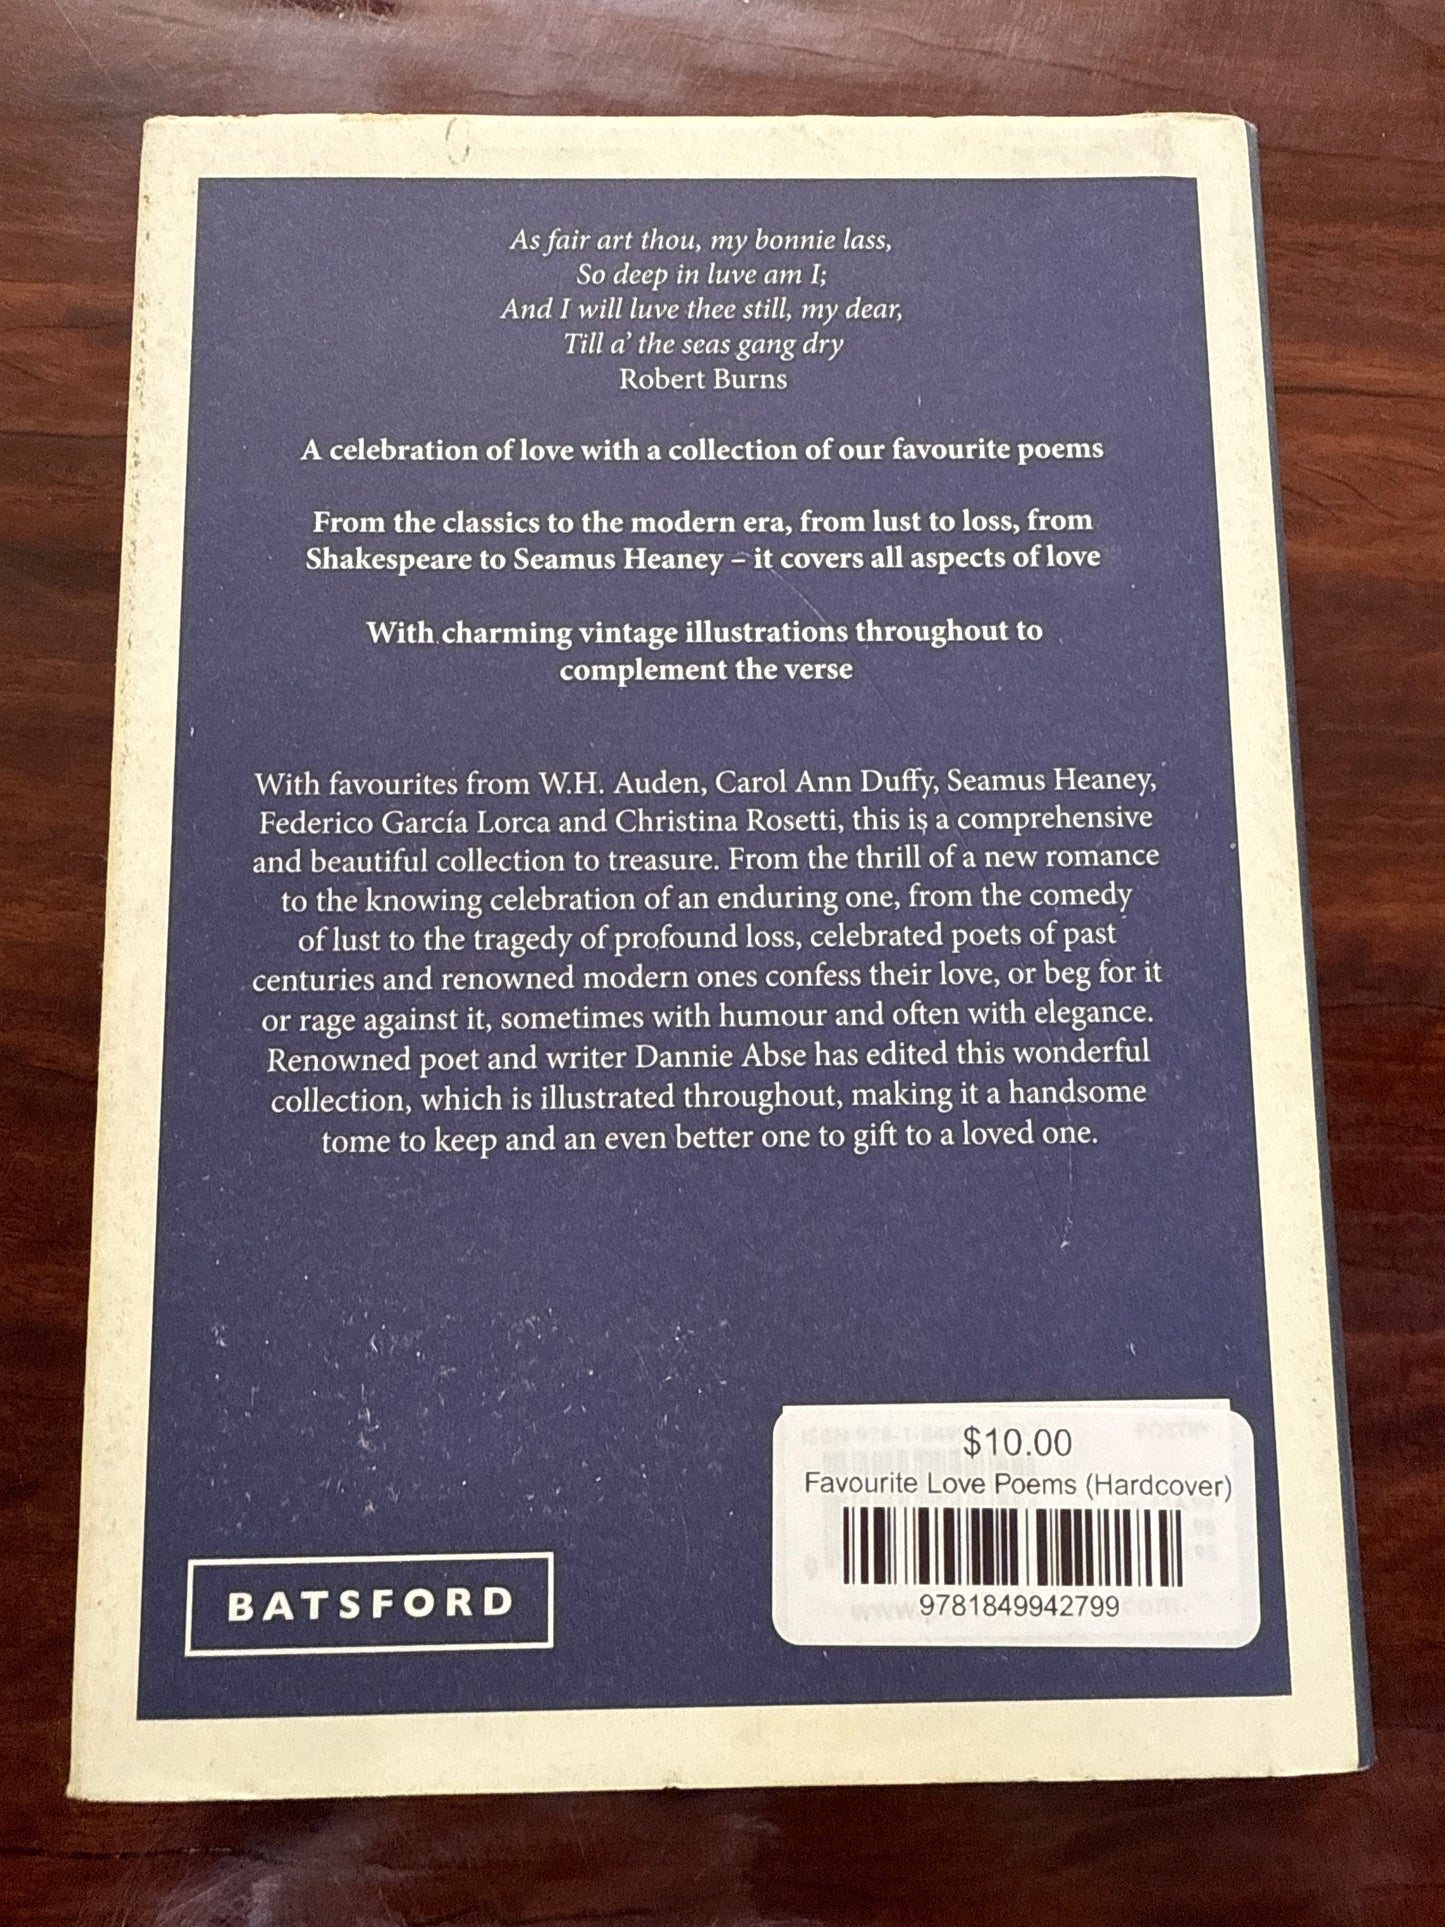 As fair art thou, my bonnie lass,
So deep in luve am I;
And I will luve thee still, my dear,
Till a' the seas gang dry
Robert Burns
A celebration of love with a collection of our favourite poems
From the classics to the modern era, from lust to loss, from
Shakespeare to Seamus Heaney – it covers all aspects of love
With charming vintage illustrations throughout to
complement the verse
With favourites from W.H. Auden, Carol Ann Duffy, Seamus Heaney,
Federico García Lorca and Christina Rosetti, this is a comprehensive
and beautiful collection to treasure. From the thrill of a new romance
to the knowing celebration of an enduring one, from the comedy
of lust to the tragedy of profound loss, celebrated poets of past
centuries and renowned modern ones confess their love, or beg for it
or rage against it, sometimes with humour and often with elegance.
Renowned poet and writer Dannie Abse has edited this wonderful
collection, which is illustrated throughout, making it a handsome
tome to keep and an even better one to gift to a loved one.
$10.00
Favourite Love Poems (Hardcover)
9781849942799
BATSFORD